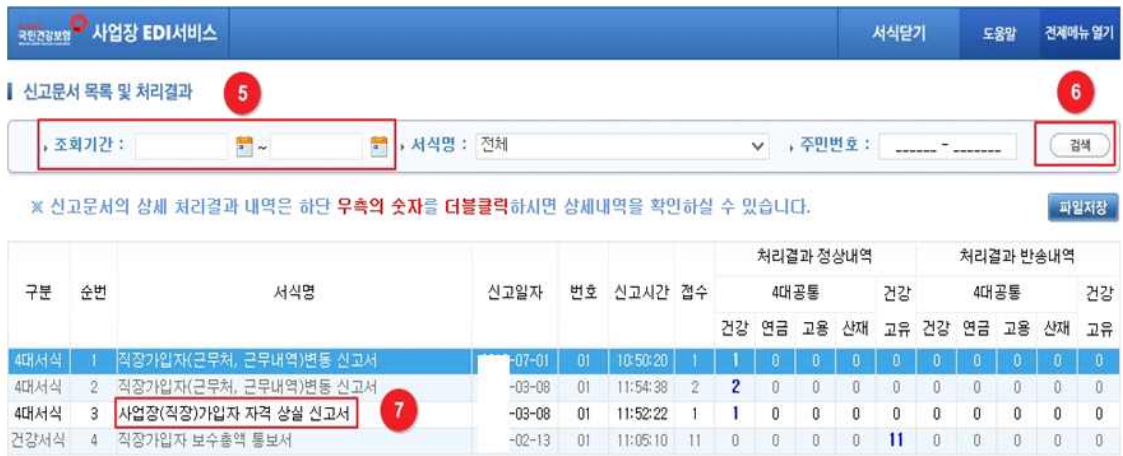 국민건강보험 사업장 EDI서비스 서식닫기 도움말 전체메뉴 열기
신고문서 목록 및 처리결과 5 6
조회기간 : ~ 서식명 : 전체 주민번호 : ______ - _______ 검색
※ 신고문서의 상세 처리결과 내역은 하단 우측의 숫자를 더블클릭하시면 상세내역을 확인하실 수 있습니다. 파일저장
처리결과 정상내역 처리결과 반송내역
구분 순번 서식명 신고일자 번호 신고시간 접수 4대공통 건강 4대공통 건강
건강 연금 고용 산재 고유 건강 연금 고용 산재 고유
4대서식 1 직장가입자(근무처, 근무내역)변동 신고서 -07-01 01 10:50:20 1 1 0 0 0 0 0 0 0 0 0
4대서식 2 직장가입자(근무처, 근무내역)변동 신고서 -03-08 01 11:54:38 2 2 0 0 0 0 0 0 0 0 0
4대서식 3 사업장(직장)가입자 자격 상실 신고서 7 -03-08 01 11:52:22 1 1 0 0 0 0 0 0 0 0 0
건강서식 4 직장가입자 보수총액 통보서 -02-13 01 11:05:10 11 0 0 0 0 11 0 0 0 0 0